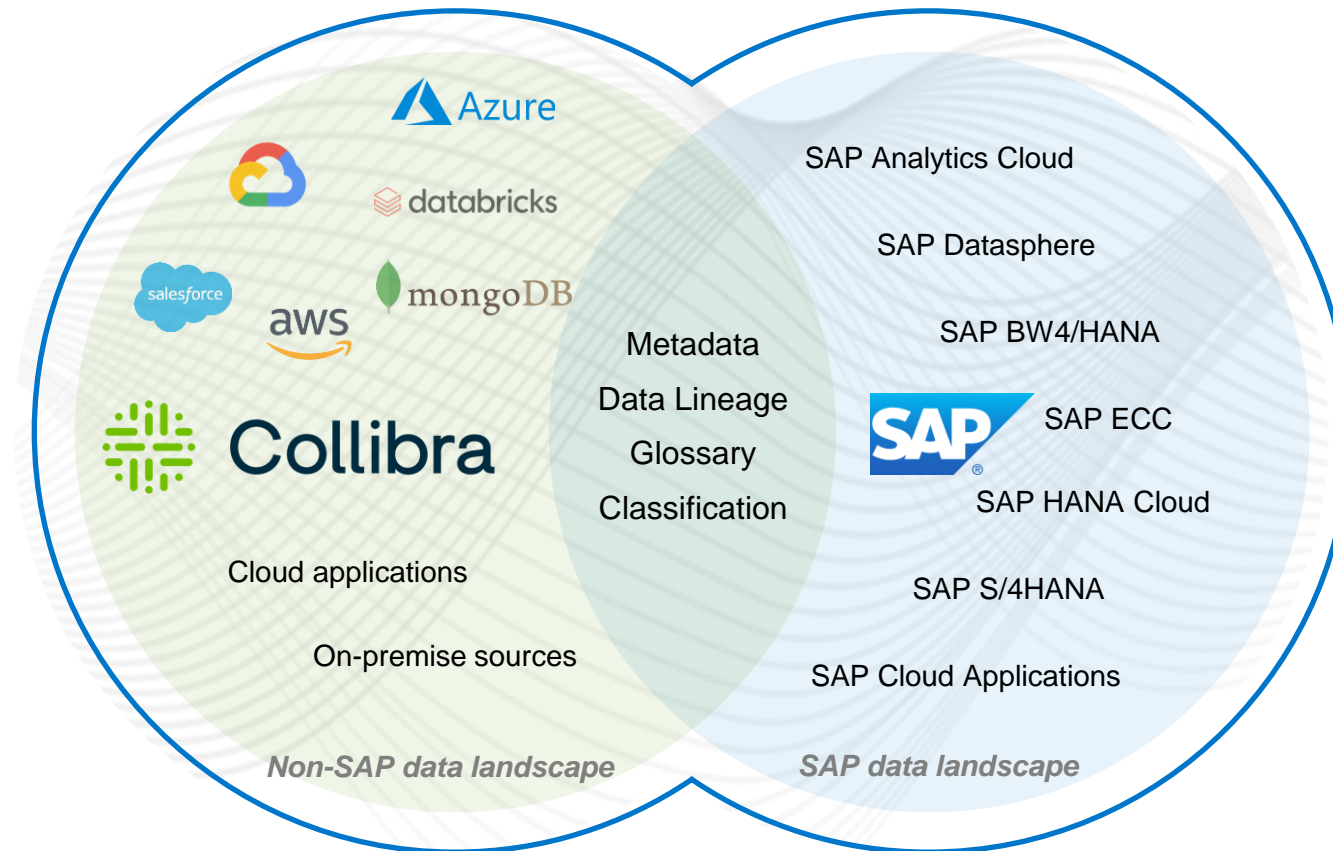 Azure
databricks
salesforce
aws
mongoDB
Collibra
Cloud applications
On-premise sources
Non-SAP data landscape
Metadata
Data Lineage
Glossary
Classification
SAP Analytics Cloud
SAP Datasphere
SAP BW4/HANA
SAP ®
SAP ECC
SAP HANA Cloud
SAP S/4HANA
SAP Cloud Applications
SAP data landscape